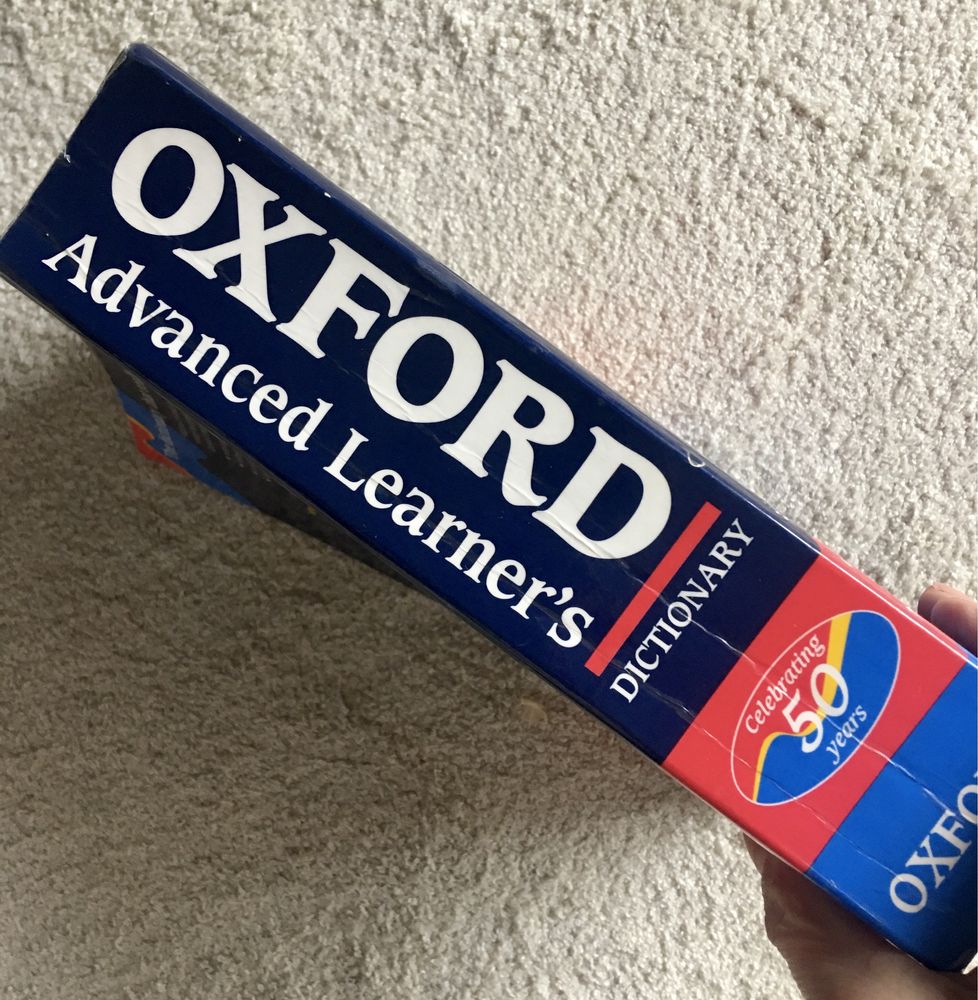 OXFORD
Advanced Learner's
DICTIONARY
Celebrating
50
years